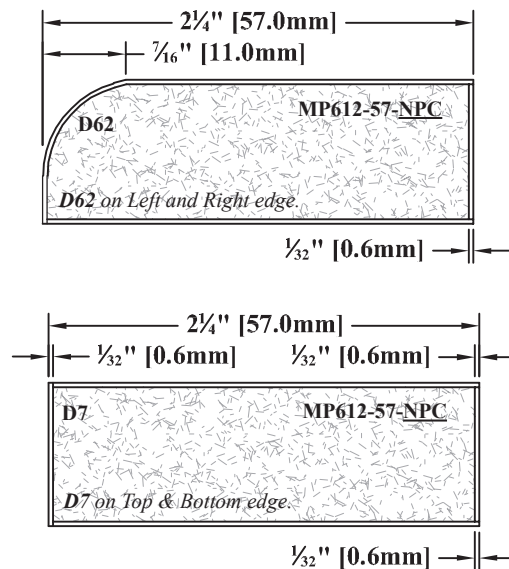 2¼" [57.0mm]
⁷⁄₁₆" [11.0mm]
D62
MP612-57-NPC
D62 on Left and Right edge.
¹⁄₃₂" [0.6mm]
2¼" [57.0mm]
¹⁄₃₂" [0.6mm] ¹⁄₃₂" [0.6mm]
D7 MP612-57-NPC
D7 on Top & Bottom edge.
¹⁄₃₂" [0.6mm]